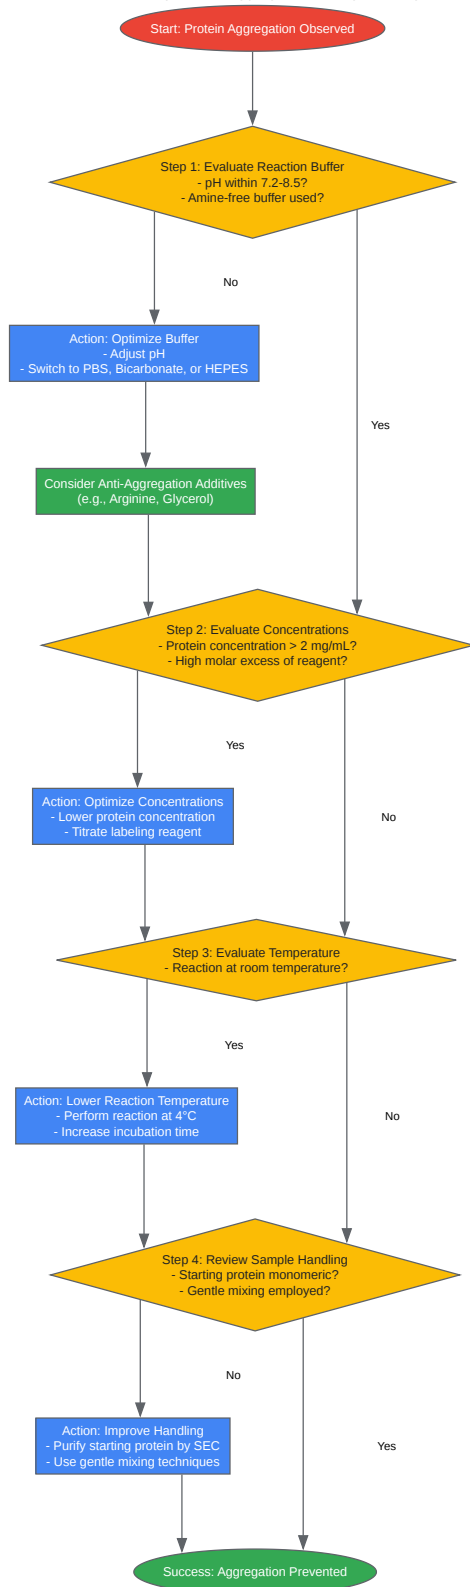 Start: Protein Aggregation Observed
Step 1: Evaluate Reaction Buffer
- pH within 7.2-8.5?
- Amine-free buffer used?
No
Action: Optimize Buffer
- Adjust pH
- Switch to PBS, Bicarbonate, or HEPES
Yes
Consider Anti-Aggregation Additives
(e.g., Arginine, Glycerol)
Step 2: Evaluate Concentrations
- Protein concentration > 2 mg/mL?
- High molar excess of reagent?
Yes
Action: Optimize Concentrations
- Lower protein concentration
- Titrate labeling reagent
No
Step 3: Evaluate Temperature
- Reaction at room temperature?
Yes
Action: Lower Reaction Temperature
- Perform reaction at 4°C
- Increase incubation time
No
Step 4: Review Sample Handling
- Starting protein monomeric?
- Gentle mixing employed?
No
Action: Improve Handling
- Purify starting protein by SEC
- Use gentle mixing techniques
Yes
Success: Aggregation Prevented